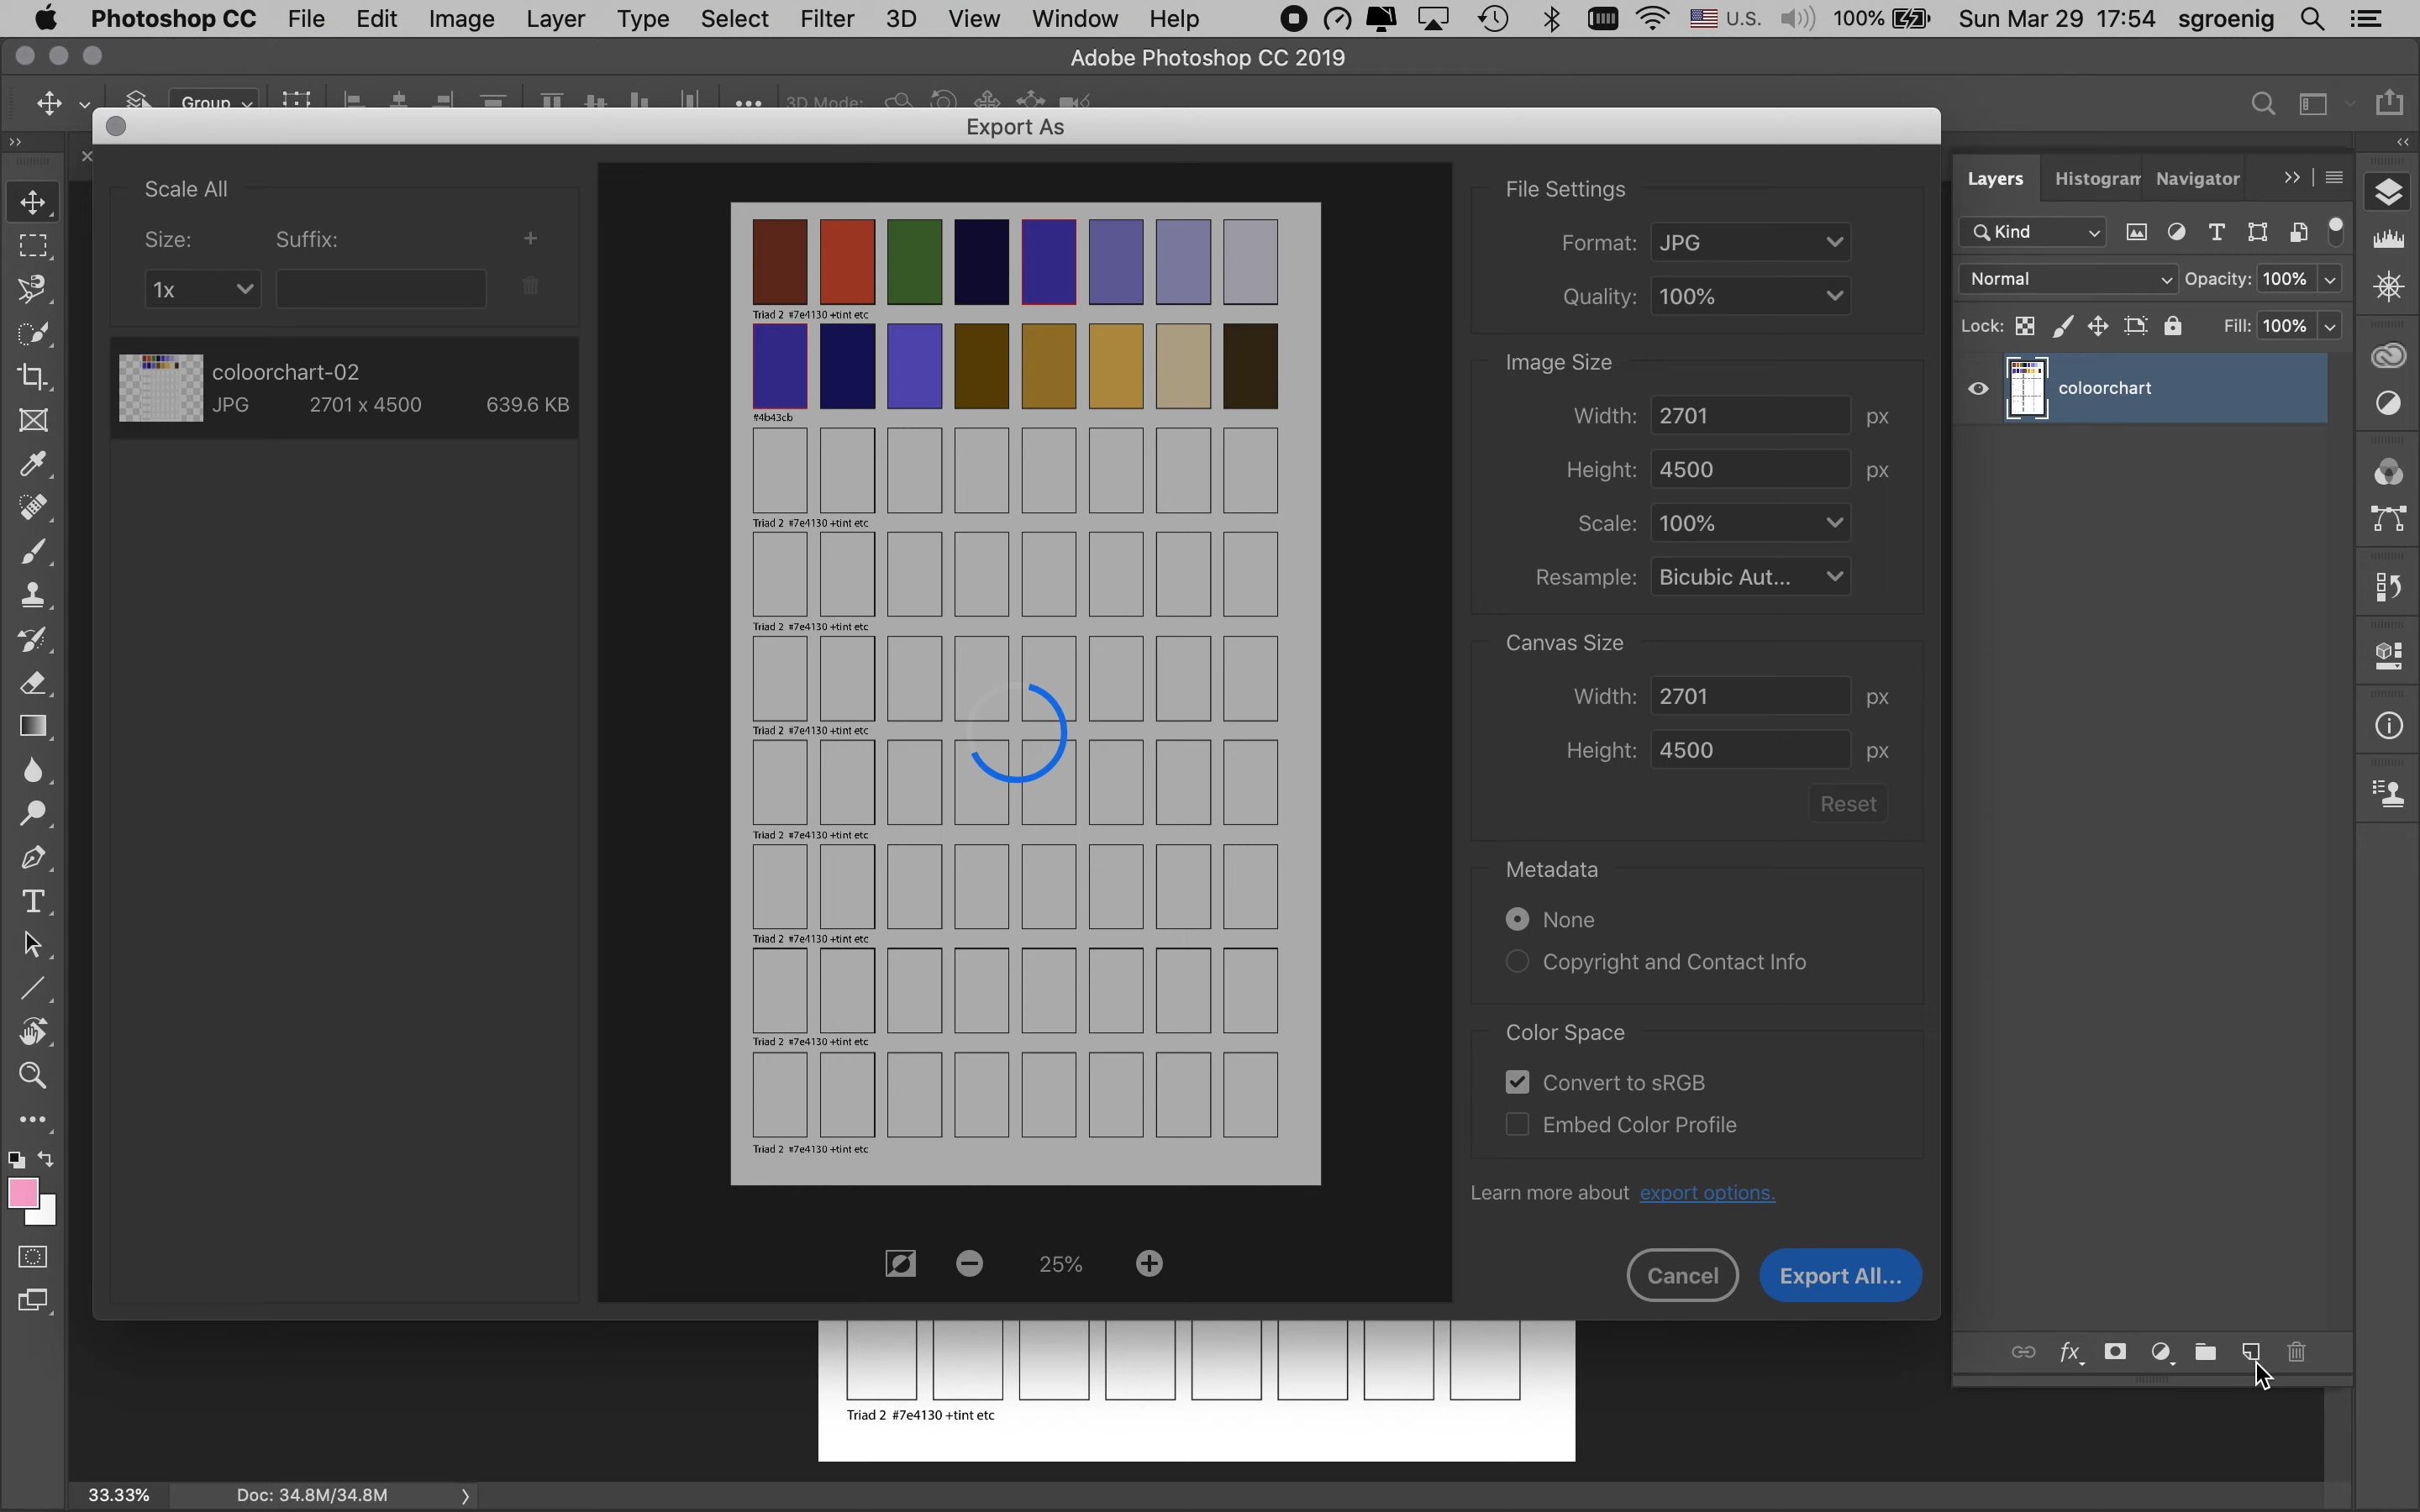 Photoshop CC File Edit Image Layer Type Select Filter 3D View Window Help U.S. 100% Sun Mar 29 17:54 sgroenig
Adobe Photoshop CC 2019
Group 3D Mode:
Export As
Scale All
Size: Suffix:
1x
coloorchart-02
JPG 2701 x 4500 639.6 KB
Triad 2 #7e4130 +tint etc
#4b43cb
Triad 2 #7e4130 +tint etc
Triad 2 #7e4130 +tint etc
Triad 2 #7e4130 +tint etc
Triad 2 #7e4130 +tint etc
Triad 2 #7e4130 +tint etc
Triad 2 #7e4130 +tint etc
Triad 2 #7e4130 +tint etc
25%
File Settings
Format: JPG
Quality: 100%
Image Size
Width: 2701 px
Height: 4500 px
Scale: 100%
Resample: Bicubic Aut...
Canvas Size
Width: 2701 px
Height: 4500 px
Reset
Metadata
None
Copyright and Contact Info
Color Space
Convert to sRGB
Embed Color Profile
Learn more about export options.
Cancel Export All...
Layers Histogram Navigator
Kind
Normal Opacity: 100%
Lock: Fill: 100%
coloorchart
fx
Triad 2 #7e4130 +tint etc
33.33% Doc: 34.8M/34.8M